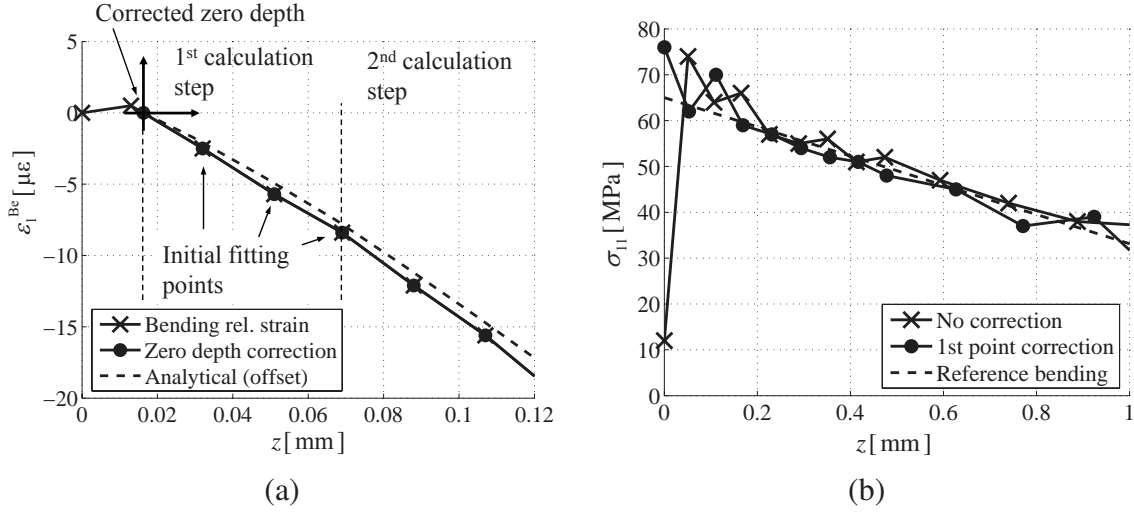 Corrected zero depth
1st calculation step
2nd calculation step
5
0
−5
−10
−15
−20
ε1^Be [με]
Initial fitting points
Bending rel. strain
Zero depth correction
Analytical (offset)
0 0.02 0.04 0.06 0.08 0.1 0.12
z[mm]
(a)
80
70
60
50
40
30
20
10
0
σ11 [MPa]
No correction
1st point correction
Reference bending
0 0.2 0.4 0.6 0.8 1
z[mm]
(b)